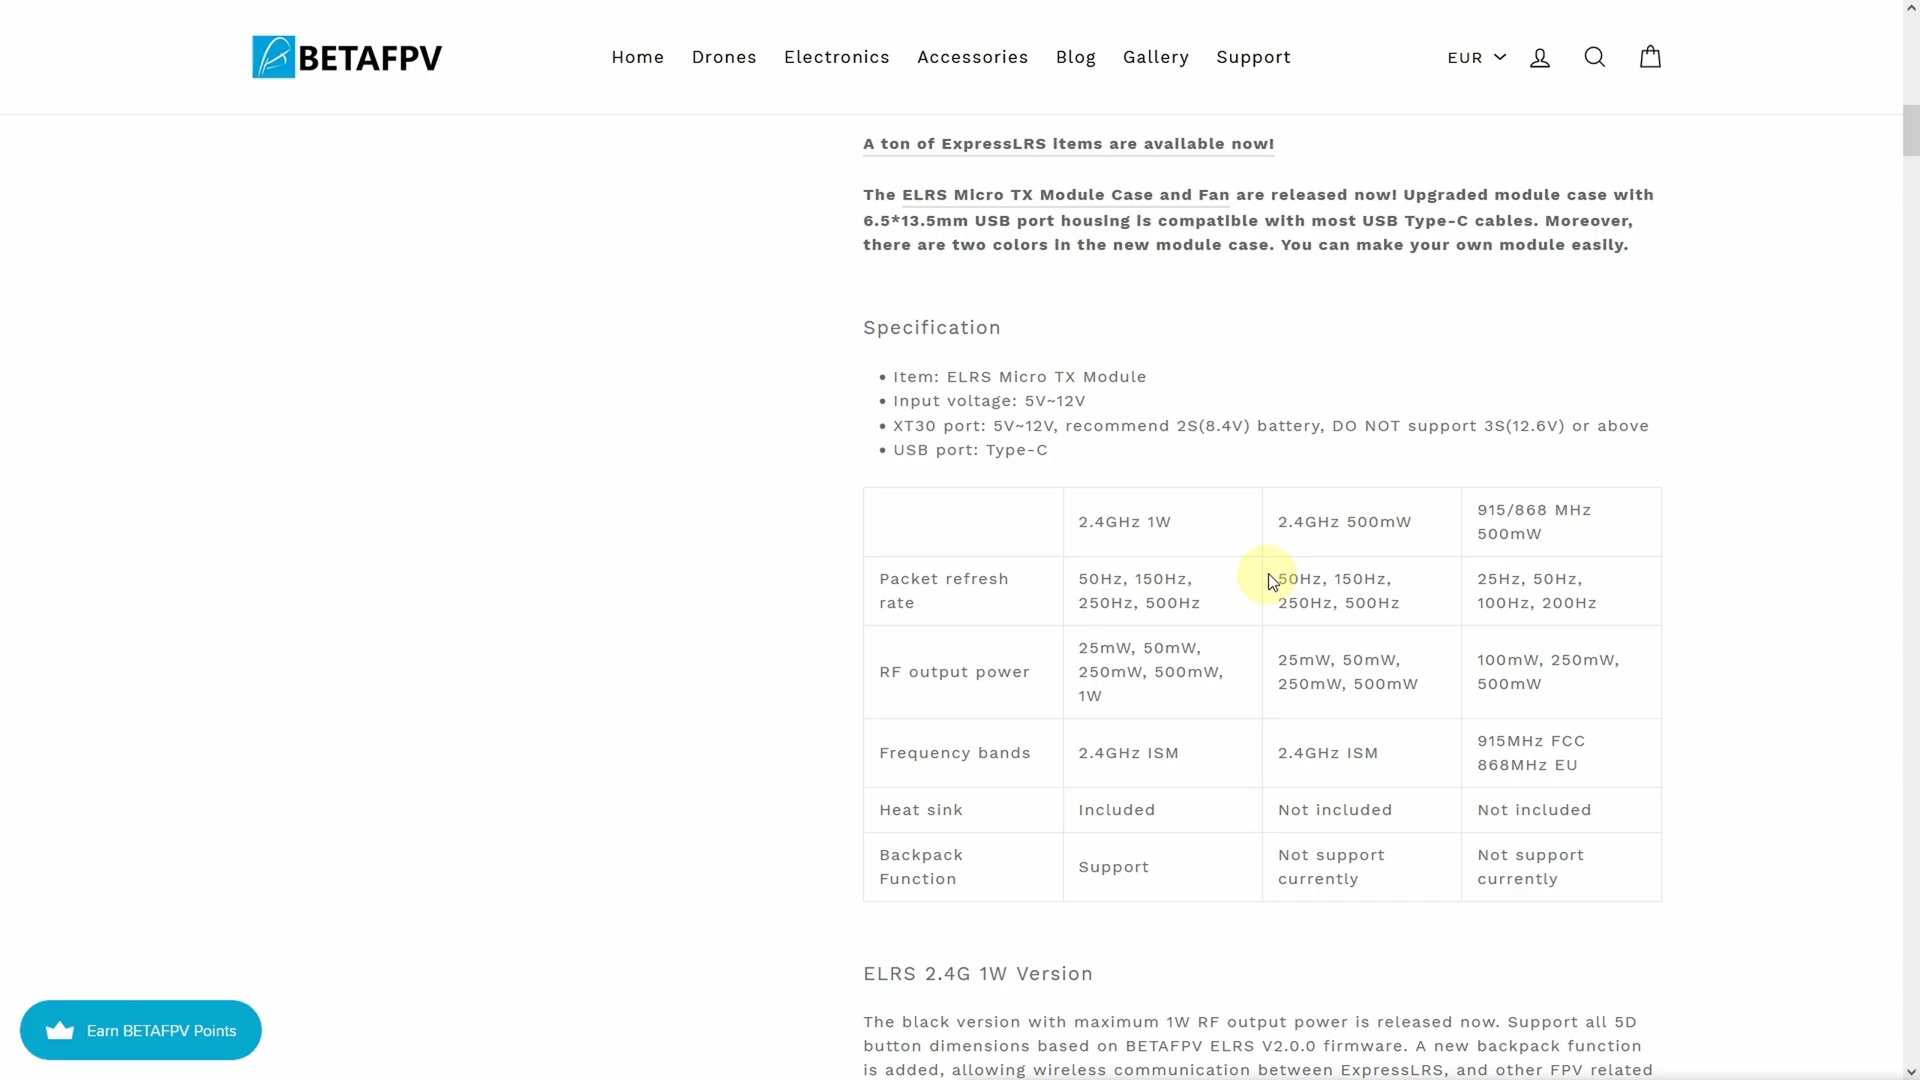 BETAFPV
Home Drones Electronics Accessories Blog Gallery Support
EUR
A ton of ExpressLRS items are available now!
The ELRS Micro TX Module Case and Fan are released now! Upgraded module case with
6.5*13.5mm USB port housing is compatible with most USB Type-C cables. Moreover,
there are two colors in the new module case. You can make your own module easily.
Specification
• Item: ELRS Micro TX Module
• Input voltage: 5V~12V
• XT30 port: 5V~12V, recommend 2S(8.4V) battery, DO NOT support 3S(12.6V) or above
• USB port: Type-C
2.4GHz 1W
2.4GHz 500mW
915/868 MHz
500mW
Packet refresh
rate
50Hz, 150Hz,
250Hz, 500Hz
50Hz, 150Hz,
250Hz, 500Hz
25Hz, 50Hz,
100Hz, 200Hz
RF output power
25mW, 50mW,
250mW, 500mW,
1W
25mW, 50mW,
250mW, 500mW
100mW, 250mW,
500mW
Frequency bands
2.4GHz ISM
2.4GHz ISM
915MHz FCC
868MHz EU
Heat sink
Included
Not included
Not included
Backpack
Function
Support
Not support
currently
Not support
currently
ELRS 2.4G 1W Version
The black version with maximum 1W RF output power is released now. Support all 5D
button dimensions based on BETAFPV ELRS V2.0.0 firmware. A new backpack function
is added, allowing wireless communication between ExpressLRS, and other FPV related
Earn BETAFPV Points